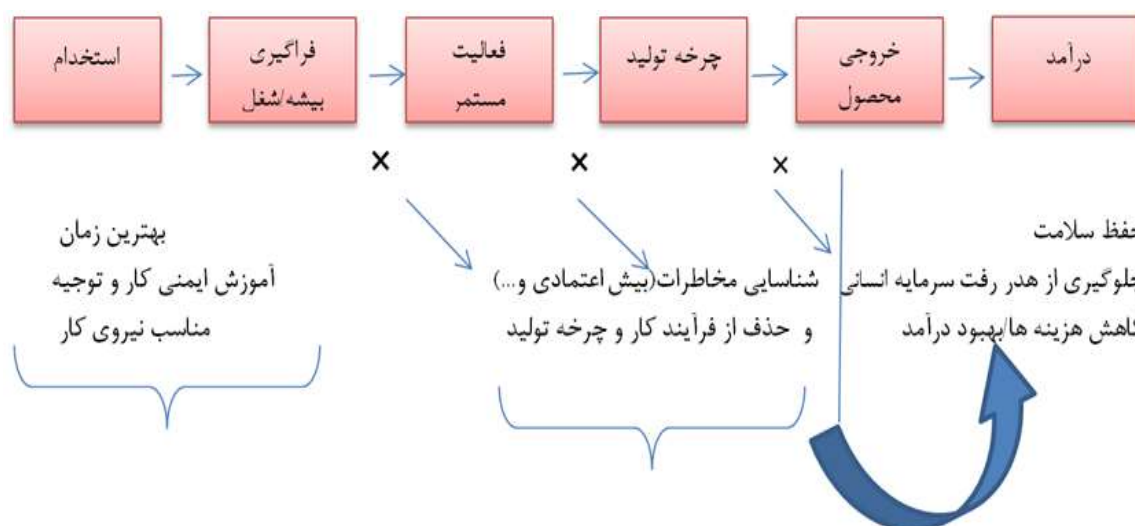 استخدام
فراگیری
بیشه/شغل
فعالیت
مستمر
چرخه تولید
خروجی
محصول
درآمد
×
×
×
بهترین زمان
آموزش ایمنی کار و توجیه
مناسب نیروی کار
شناسایی مخاطرات(بیش اعتمادی و...)
و حذف از فرآیند کار و چرخه تولید
حفظ سلامت
جلوگیری از هدر رفت سرمایه انسانی
کاهش هزینه ها/بهبود درآمد